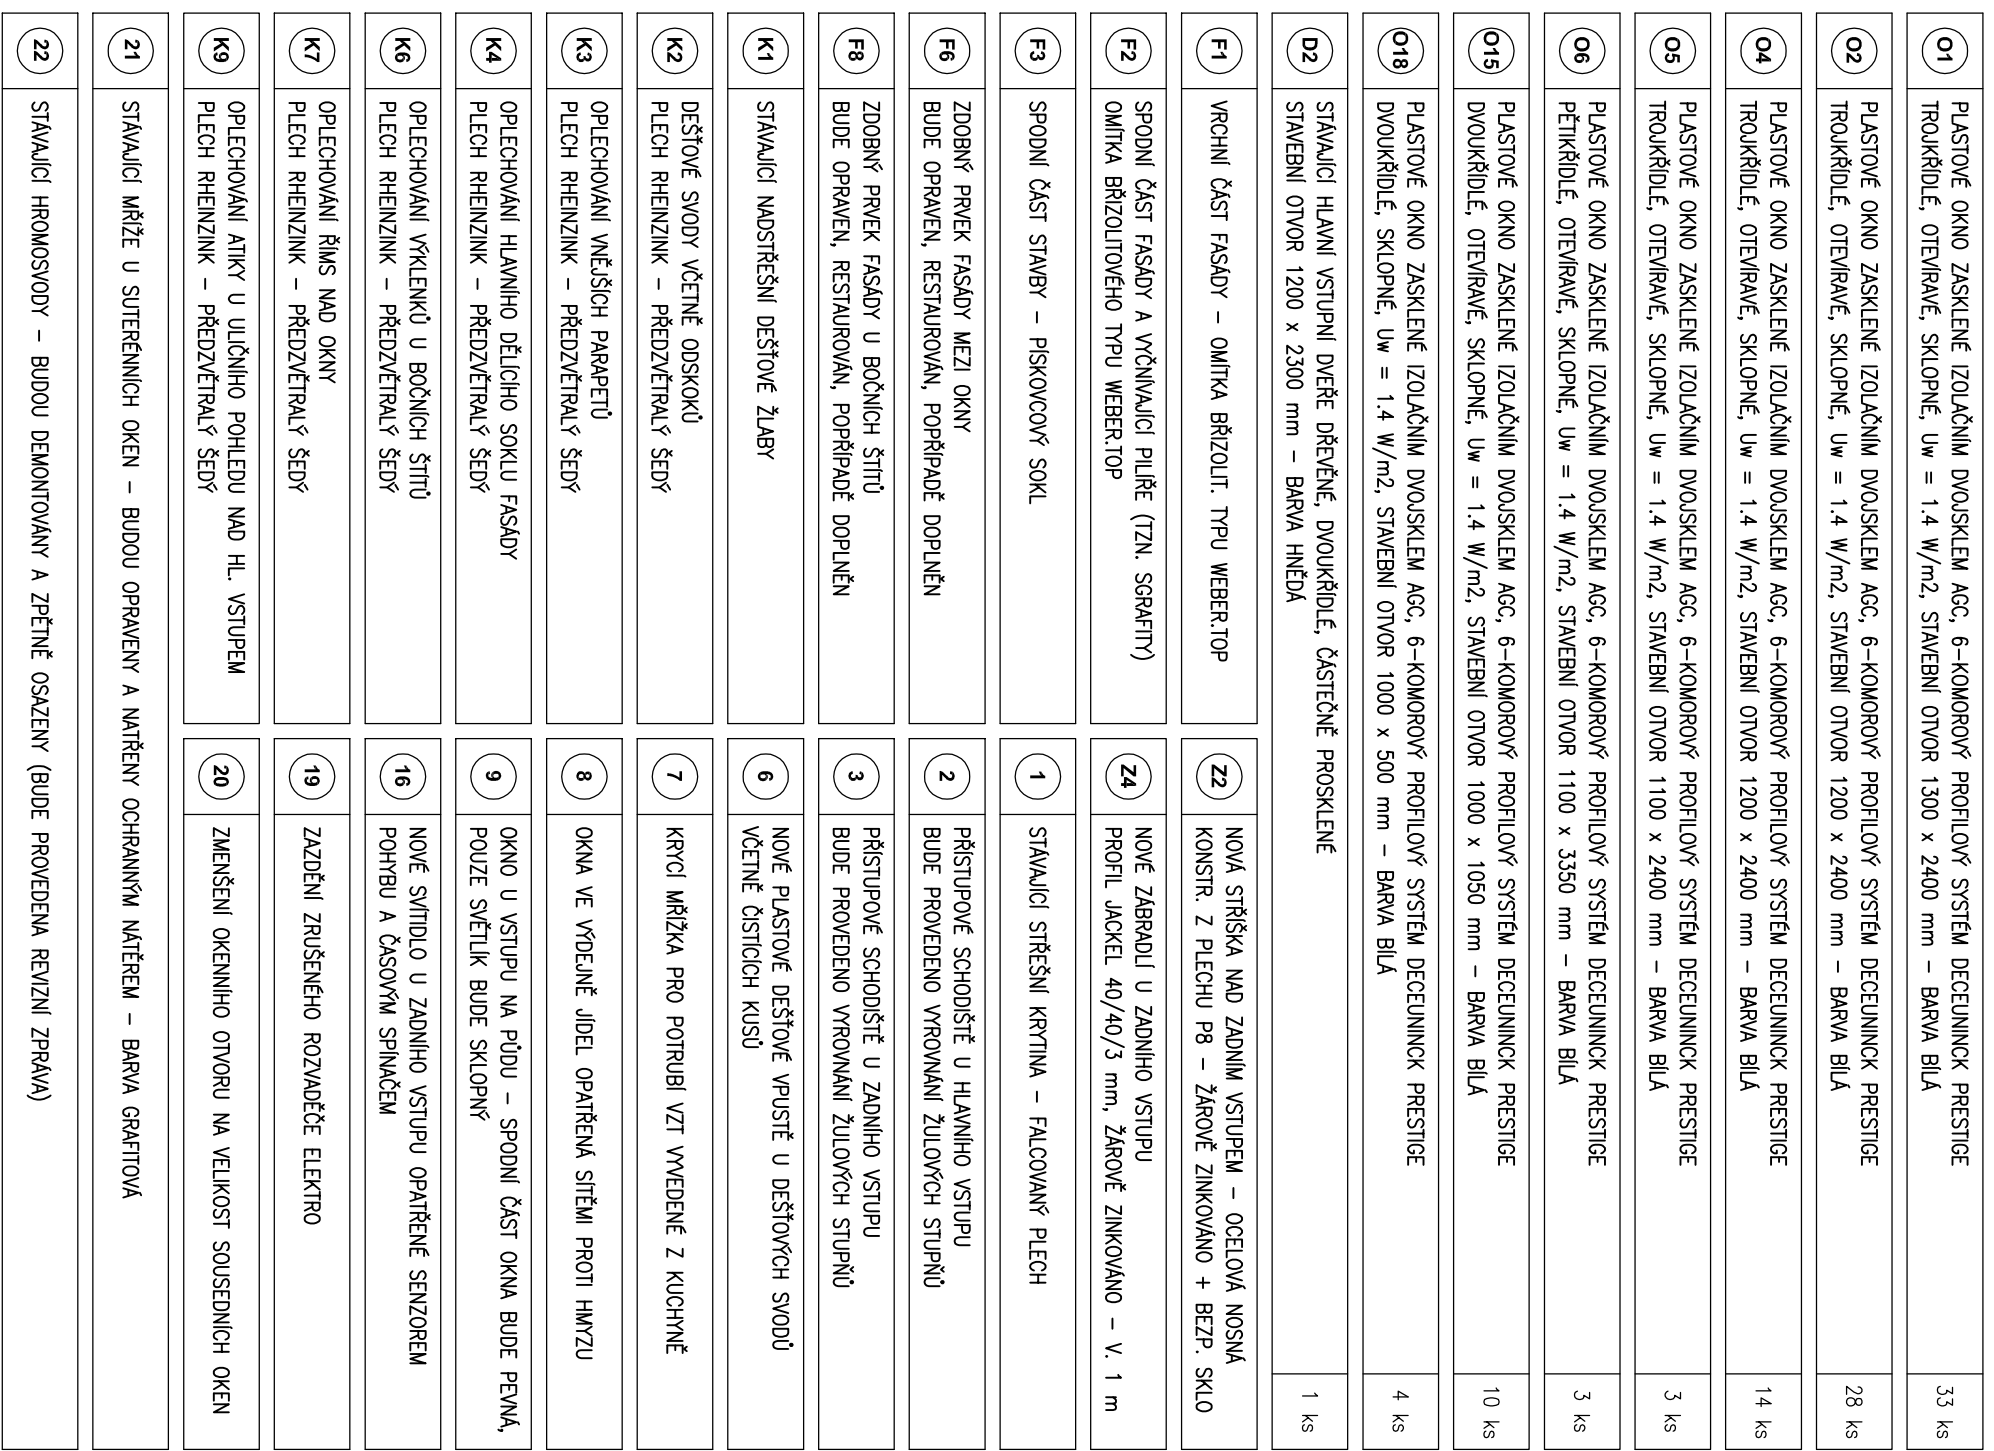 O1
PLASTOVÉ OKNO ZASKLENÉ IZOLAČNÍM DVOJSKLEM AGC, 6-KOMOROVÝ PROFILOVÝ SYSTÉM DECEUNINCK PRESTIGE
TROJKŘÍDLÉ, OTEVÍRAVÉ, SKLOPNÉ, Uw = 1.4 W/m2, STAVEBNÍ OTVOR 1300 x 2400 mm - BARVA BÍLÁ
33 ks
O2
PLASTOVÉ OKNO ZASKLENÉ IZOLAČNÍM DVOJSKLEM AGC, 6-KOMOROVÝ PROFILOVÝ SYSTÉM DECEUNINCK PRESTIGE
TROJKŘÍDLÉ, OTEVÍRAVÉ, SKLOPNÉ, Uw = 1.4 W/m2, STAVEBNÍ OTVOR 1200 x 2400 mm - BARVA BÍLÁ
28 ks
O4
PLASTOVÉ OKNO ZASKLENÉ IZOLAČNÍM DVOJSKLEM AGC, 6-KOMOROVÝ PROFILOVÝ SYSTÉM DECEUNINCK PRESTIGE
TROJKŘÍDLÉ, OTEVÍRAVÉ, SKLOPNÉ, Uw = 1.4 W/m2, STAVEBNÍ OTVOR 1200 x 2400 mm - BARVA BÍLÁ
14 ks
O5
PLASTOVÉ OKNO ZASKLENÉ IZOLAČNÍM DVOJSKLEM AGC, 6-KOMOROVÝ PROFILOVÝ SYSTÉM DECEUNINCK PRESTIGE
TROJKŘÍDLÉ, OTEVÍRAVÉ, SKLOPNÉ, Uw = 1.4 W/m2, STAVEBNÍ OTVOR 1100 x 2400 mm - BARVA BÍLÁ
3 ks
O6
PLASTOVÉ OKNO ZASKLENÉ IZOLAČNÍM DVOJSKLEM AGC, 6-KOMOROVÝ PROFILOVÝ SYSTÉM DECEUNINCK PRESTIGE
PĚTIKŘÍDLÉ, OTEVÍRAVÉ, SKLOPNÉ, Uw = 1.4 W/m2, STAVEBNÍ OTVOR 1100 x 3350 mm - BARVA BÍLÁ
3 ks
O15
PLASTOVÉ OKNO ZASKLENÉ IZOLAČNÍM DVOJSKLEM AGC, 6-KOMOROVÝ PROFILOVÝ SYSTÉM DECEUNINCK PRESTIGE
DVOUKŘÍDLÉ, OTEVÍRAVÉ, SKLOPNÉ, Uw = 1.4 W/m2, STAVEBNÍ OTVOR 1000 x 1050 mm - BARVA BÍLÁ
10 ks
O18
PLASTOVÉ OKNO ZASKLENÉ IZOLAČNÍM DVOJSKLEM AGC, 6-KOMOROVÝ PROFILOVÝ SYSTÉM DECEUNINCK PRESTIGE
DVOUKŘÍDLÉ, SKLOPNÉ, Uw = 1.4 W/m2, STAVEBNÍ OTVOR 1000 x 500 mm - BARVA BÍLÁ
4 ks
D2
STÁVAJÍCÍ HLAVNÍ VSTUPNÍ DVEŘE DŘEVĚNÉ, DVOUKŘÍDLÉ, ČÁSTEČNĚ PROSKLENÉ
STAVEBNÍ OTVOR 1200 x 2300 mm - BARVA HNĚDÁ
1 ks
F1
VRCHNÍ ČÁST FASÁDY - OMÍTKA BŘIZOLIT. TYPU WEBER.TOP
F2
SPODNÍ ČÁST FASÁDY A VYČNÍVAJÍCÍ PILÍŘE (TZN. SGRAFITY)
OMÍTKA BŘIZOLITOVÉHO TYPU WEBER.TOP
F3
SPODNÍ ČÁST STAVBY - PÍSKOVCOVÝ SOKL
F6
ZDOBNÝ PRVEK FASÁDY MEZI OKNY
BUDE OPRAVEN, RESTAUROVÁN, POPŘÍPADĚ DOPLNĚN
F8
ZDOBNÝ PRVEK FASÁDY U BOČNÍCH ŠTÍTŮ
BUDE OPRAVEN, RESTAUROVÁN, POPŘÍPADĚ DOPLNĚN
K1
STÁVAJÍCÍ NADSTŘEŠNÍ DEŠŤOVÉ ŽLABY
K2
DEŠŤOVÉ SVODY VČETNĚ ODSKOKŮ
PLECH RHEINZINK - PŘEDZVĚTRALÝ ŠEDÝ
K3
OPLECHOVÁNÍ VNĚJŠÍCH PARAPETŮ
PLECH RHEINZINK - PŘEDZVĚTRALÝ ŠEDÝ
K4
OPLECHOVÁNÍ HLAVNÍHO DĚLÍCÍHO SOKLU FASÁDY
PLECH RHEINZINK - PŘEDZVĚTRALÝ ŠEDÝ
K6
OPLECHOVÁNÍ VÝKLENKŮ U BOČNÍCH ŠTÍTŮ
PLECH RHEINZINK - PŘEDZVĚTRALÝ ŠEDÝ
K7
OPLECHOVÁNÍ ŘÍMS NAD OKNY
PLECH RHEINZINK - PŘEDZVĚTRALÝ ŠEDÝ
K9
OPLECHOVÁNÍ ATIKY U ULIČNÍHO POHLEDU NAD HL. VSTUPEM
PLECH RHEINZINK - PŘEDZVĚTRALÝ ŠEDÝ
Z2
NOVÁ STŘÍŠKA NAD ZADNÍM VSTUPEM - OCELOVÁ NOSNÁ
KONSTR. Z PLECHU P8 - ŽÁROVĚ ZINKOVÁNO + BEZP. SKLO
Z4
NOVÉ ZÁBRADLÍ U ZADNÍHO VSTUPU
PROFIL JACKEL 40/40/3 mm, ŽÁROVĚ ZINKOVÁNO - V. 1 m
1
STÁVAJÍCÍ STŘEŠNÍ KRYTINA - FALCOVANÝ PLECH
2
PŘÍSTUPOVÉ SCHODIŠTĚ U HLAVNÍHO VSTUPU
BUDE PROVEDENO VYROVNÁNÍ ŽULOVÝCH STUPŇŮ
3
PŘÍSTUPOVÉ SCHODIŠTĚ U ZADNÍHO VSTUPU
BUDE PROVEDENO VYROVNÁNÍ ŽULOVÝCH STUPŇŮ
6
NOVÉ PLASTOVÉ DEŠŤOVÉ VPUSTĚ U DEŠŤOVÝCH SVODŮ
VČETNĚ ČISTÍCÍCH KUSŮ
7
KRYCÍ MŘÍŽKA PRO POTRUBÍ VZT VYVEDENÉ Z KUCHYNĚ
8
OKNA VE VÝDEJNĚ JÍDEL OPATŘENÁ SÍTĚMI PROTI HMYZU
9
OKNO U VSTUPU NA PŮDU - SPODNÍ ČÁST OKNA BUDE PEVNÁ,
POUZE SVĚTLÍK BUDE SKLOPNÝ
16
NOVÉ SVÍTIDLO U ZADNÍHO VSTUPU OPATŘENÉ SENZOREM
POHYBU A ČASOVÝM SPÍNAČEM
19
ZAZDĚNÍ ZRUŠENÉHO ROZVADĚČE ELEKTRO
20
ZMENŠENÍ OKENNÍHO OTVORU NA VELIKOST SOUSEDNÍCH OKEN
21
STÁVAJÍCÍ MŘÍŽE U SUTERÉNNÍCH OKEN - BUDOU OPRAVENY A NATŘENY OCHRANNÝM NÁTĚREM - BARVA GRAFITOVÁ
22
STÁVAJÍCÍ HROMOSVODY - BUDOU DEMONTOVÁNY A ZPĚTNĚ OSAZENY (BUDE PROVEDENA REVIZNÍ ZPRÁVA)